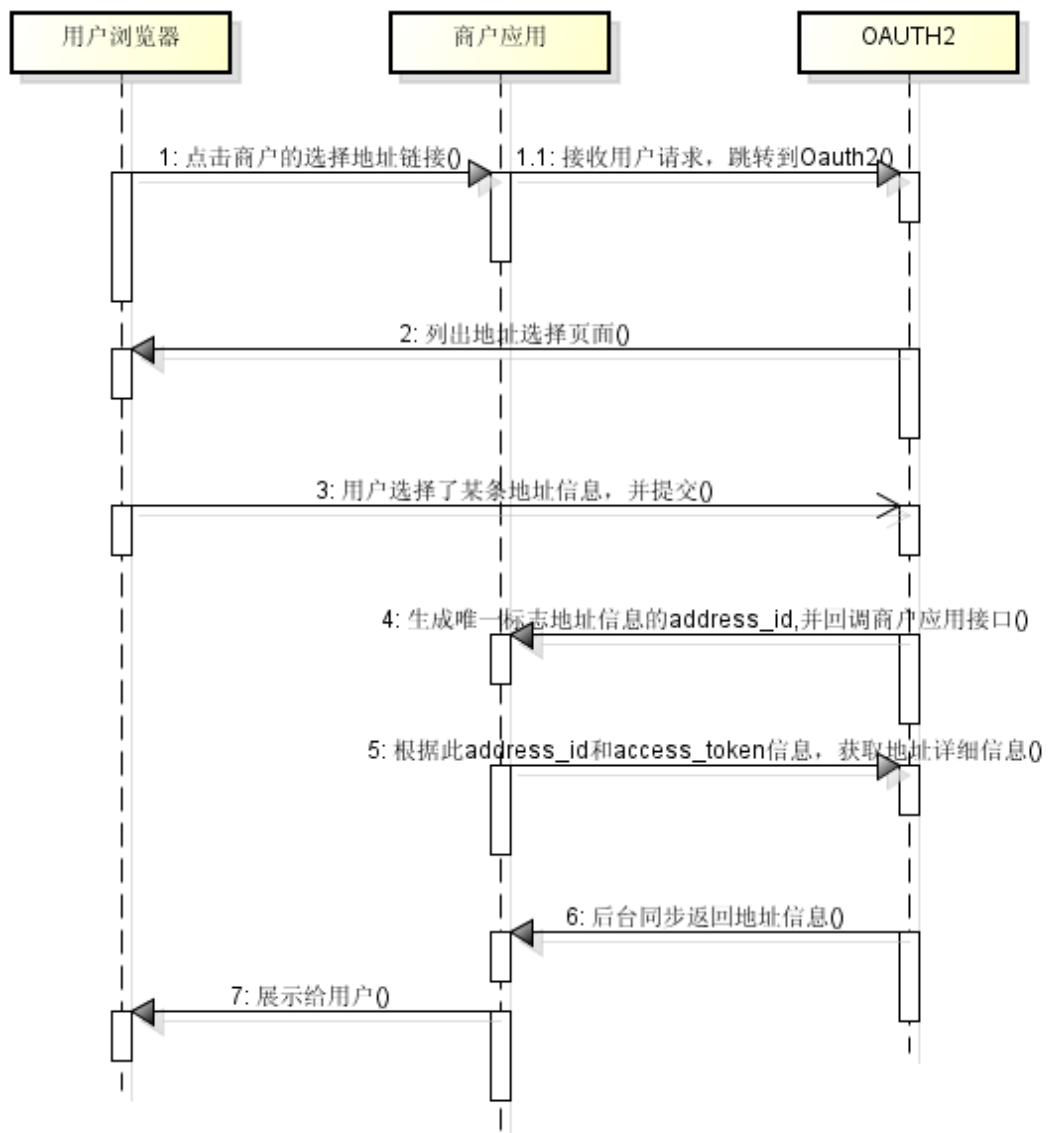 用户浏览器
商户应用
OAUTH2
1: 点击商户的选择地址链接()
1.1: 接收用户请求，跳转到Oauth2()
2: 列出地址选择页面()
3: 用户选择了某条地址信息，并提交()
4: 生成唯一标志地址信息的address_id,并回调商户应用接口()
5: 根据此address_id和access_token信息，获取地址详细信息()
6: 后台同步返回地址信息()
7: 展示给用户()